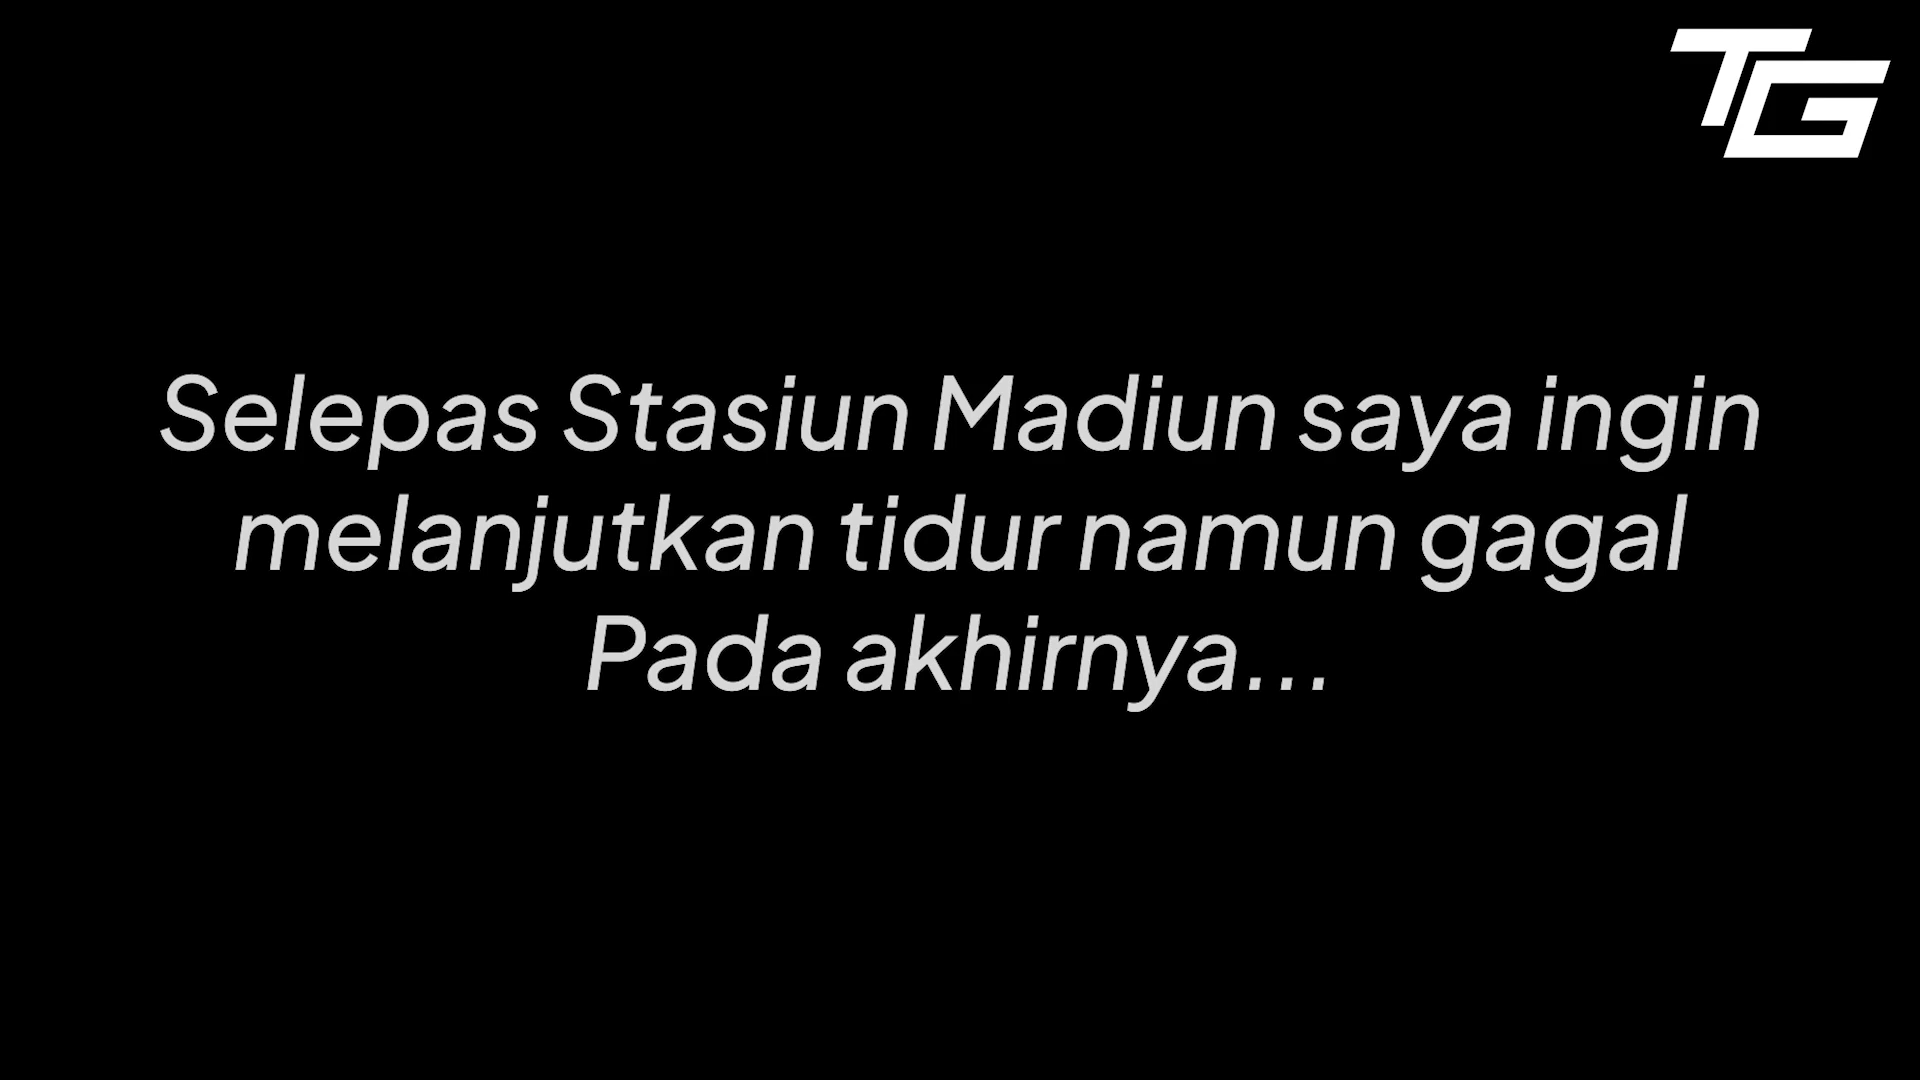 TG
Selepas Stasiun Madiun saya ingin
melanjutkan tidur namun gagal
Pada akhirnya...